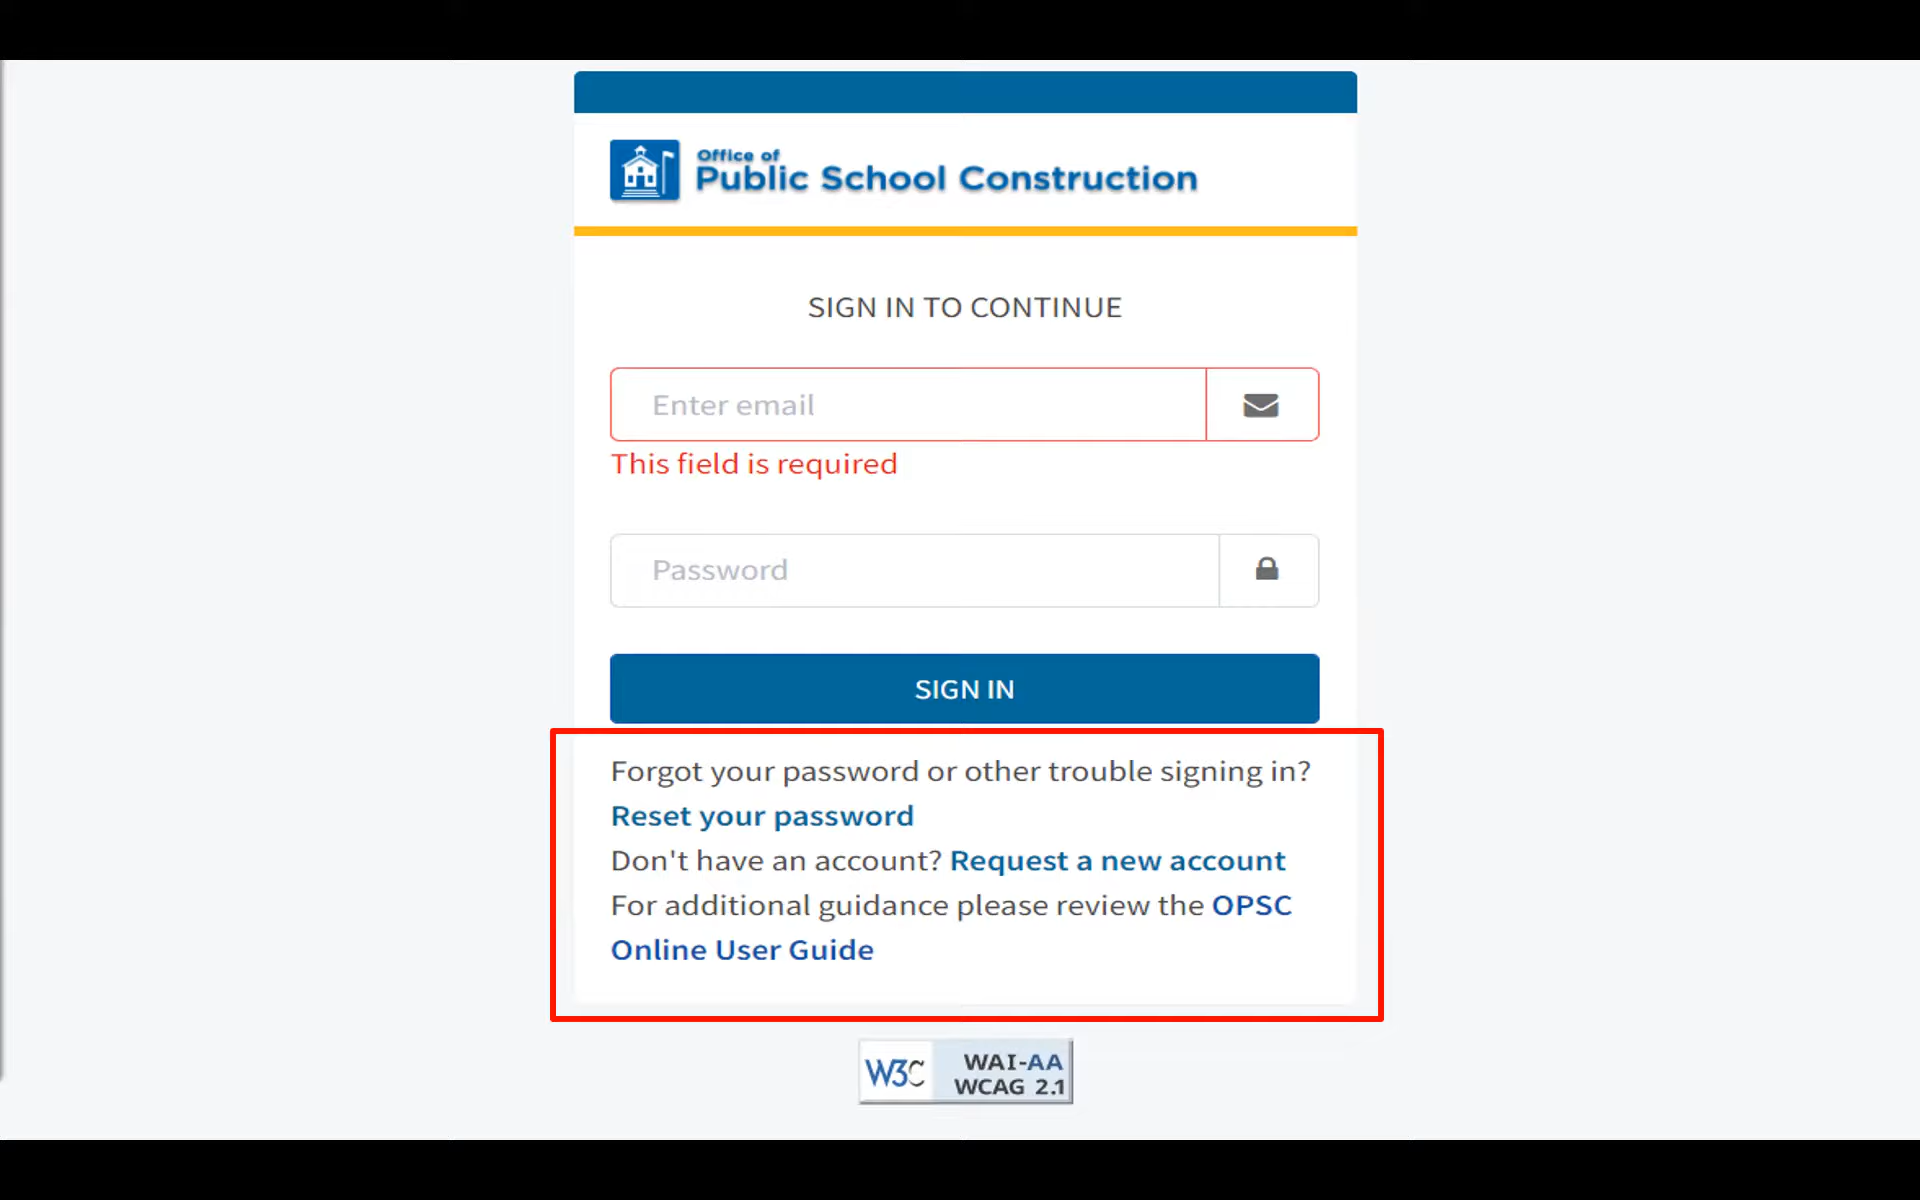 Office of
Public School Construction
SIGN IN TO CONTINUE
Enter email
This field is required
Password
SIGN IN
Forgot your password or other trouble signing in?
Reset your password
Don't have an account? Request a new account
For additional guidance please review the OPSC
Online User Guide
W3C WAI-AA
WCAG 2.1